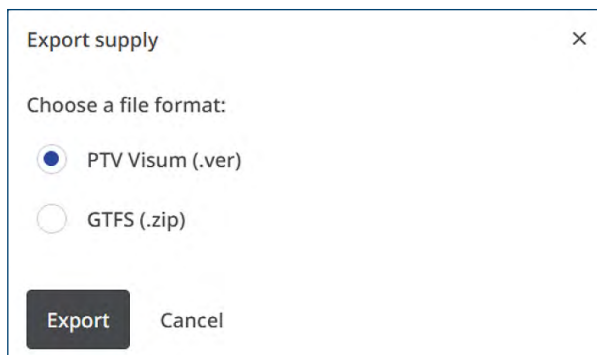 Export supply
Choose a file format:
PTV Visum (.ver)
GTFS (.zip)
Export Cancel